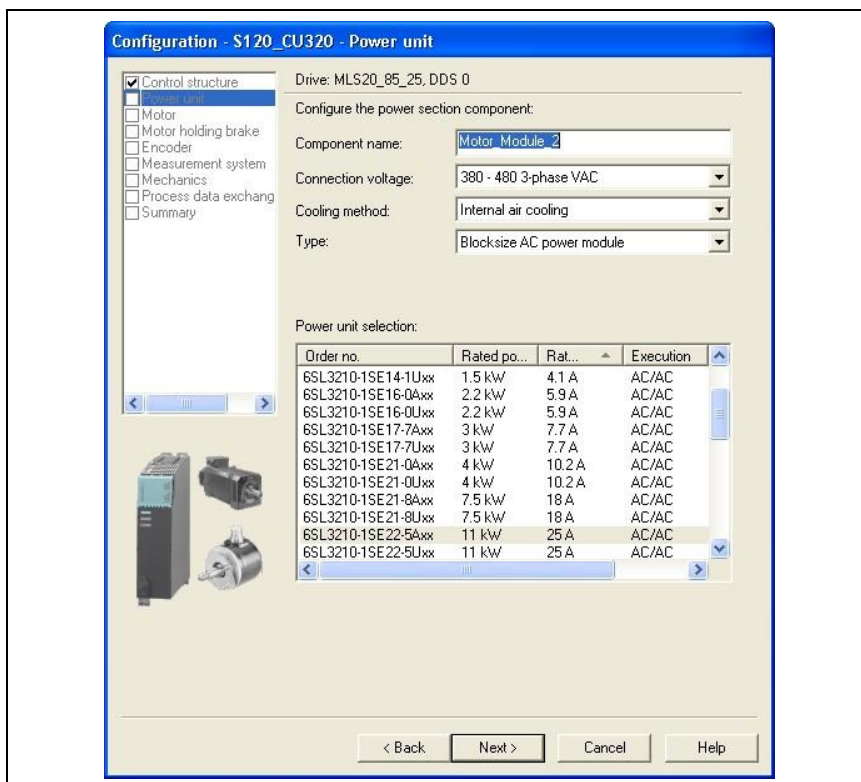 Configuration - S120_CU320 - Power unit
Control structure
Power unit
Motor
Motor holding brake
Encoder
Measurement system
Mechanics
Process data exchang
Summary
Drive: MLS20_85_25, DDS 0
Configure the power section component:
Component name: Motor_Module_2
Connection voltage: 380 - 480 3-phase VAC
Cooling method: Internal air cooling
Type: Blocksize AC power module
Power unit selection:
Order no. Rated po... Rat... Execution
6SL3210-1SE14-1Uxx 1.5 kW 4.1 A AC/AC
6SL3210-1SE16-0Axx 2.2 kW 5.9 A AC/AC
6SL3210-1SE16-0Uxx 2.2 kW 5.9 A AC/AC
6SL3210-1SE17-7Axx 3 kW 7.7 A AC/AC
6SL3210-1SE17-7Uxx 3 kW 7.7 A AC/AC
6SL3210-1SE21-0Axx 4 kW 10.2 A AC/AC
6SL3210-1SE21-0Uxx 4 kW 10.2 A AC/AC
6SL3210-1SE21-8Axx 7.5 kW 18 A AC/AC
6SL3210-1SE21-8Uxx 7.5 kW 18 A AC/AC
6SL3210-1SE22-5Axx 11 kW 25 A AC/AC
6SL3210-1SE22-5Uxx 11 kW 25 A AC/AC
< Back Next > Cancel Help